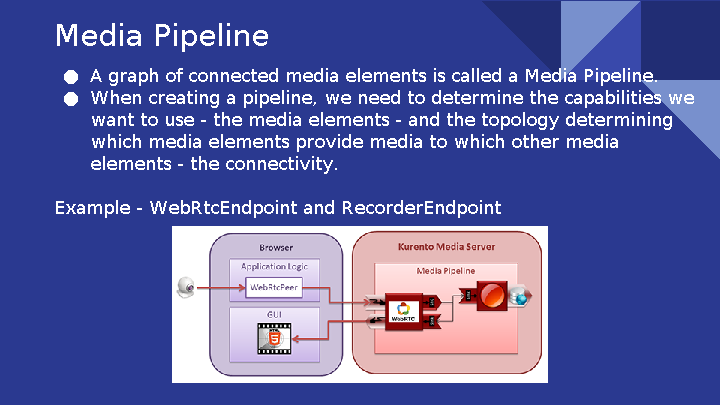 Media Pipeline
● A graph of connected media elements is called a Media Pipeline.
● When creating a pipeline, we need to determine the capabilities we
want to use - the media elements - and the topology determining
which media elements provide media to which other media
elements - the connectivity.
Example - WebRtcEndpoint and RecorderEndpoint
Browser
Application Logic
WebRtcPeer
GUI
HTML
5
Kurento Media Server
Media Pipeline
WebRTC